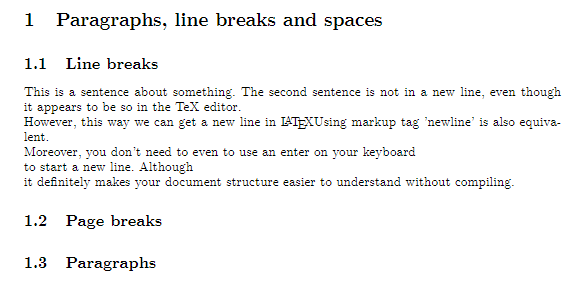 1 Paragraphs, line breaks and spaces
1.1 Line breaks
This is a sentence about something. The second sentence is not in a new line, even though
it appears to be so in the TeX editor.
However, this way we can get a new line in LATEXUsing markup tag ’newline’ is also equiva-
lent.
Moreover, you don’t need to even to use an enter on your keyboard
to start a new line. Although
it definitely makes your document structure easier to understand without compiling.
1.2 Page breaks
1.3 Paragraphs